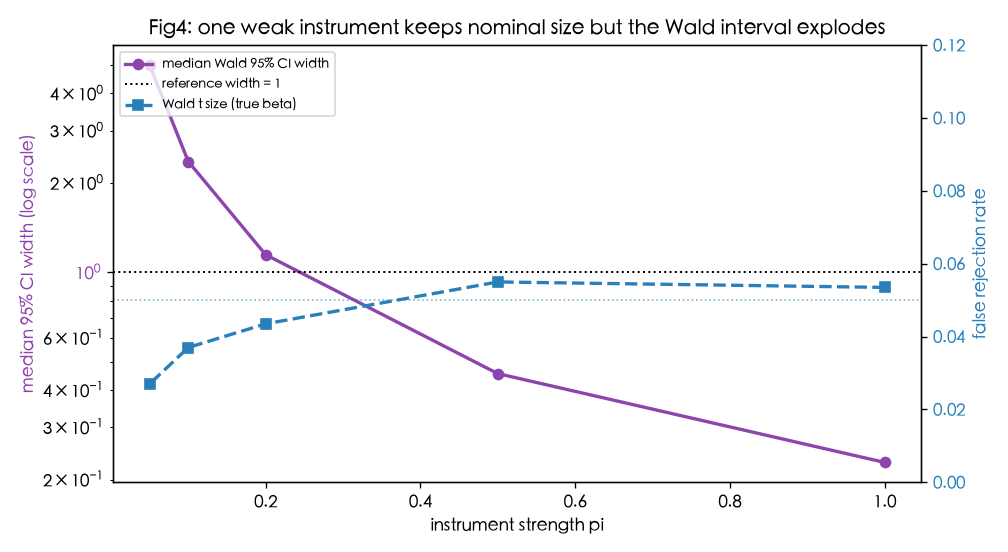 Fig4: one weak instrument keeps nominal size but the Wald interval explodes
median Wald 95% CI width
reference width = 1
Wald t size (true beta)
median 95% CI width (log scale)
4 × 10⁰
3 × 10⁰
2 × 10⁰
10⁰
6 × 10⁻¹
4 × 10⁻¹
3 × 10⁻¹
2 × 10⁻¹
0.12
0.10
0.08
0.06
0.04
0.02
0.00
false rejection rate
0.2 0.4 0.6 0.8 1.0
instrument strength pi